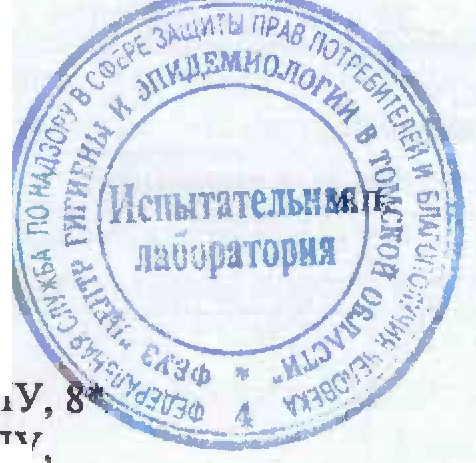 ФЕДЕРАЛЬНАЯ СЛУЖБА ПО НАДЗОРУ В СФЕРЕ ЗАЩИТЫ ПРАВ ПОТРЕБИТЕЛЕЙ И БЛАГОПОЛУЧИЯ ЧЕЛОВЕКА
4
ФБУЗ "ЦЕНТР ГИГИЕНЫ И ЭПИДЕМИОЛОГИИ В ТОМСКОЙ ОБЛАСТИ" *
Испытательная
лаборатория
8*